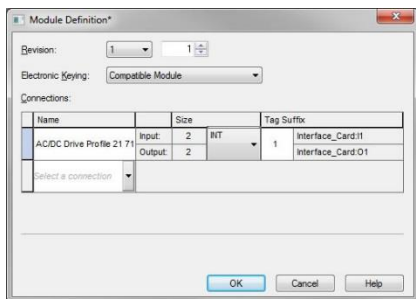 Module Definition*
Revision: 1 1
Electronic Keying: Compatible Module
Connections:
Name Size Tag Suffix
AC/DC Drive Profile 21 71 Input: 2 INT 1 Interface_Card:I1
Output: 2 Interface_Card:O1
Select a connection
OK Cancel Help